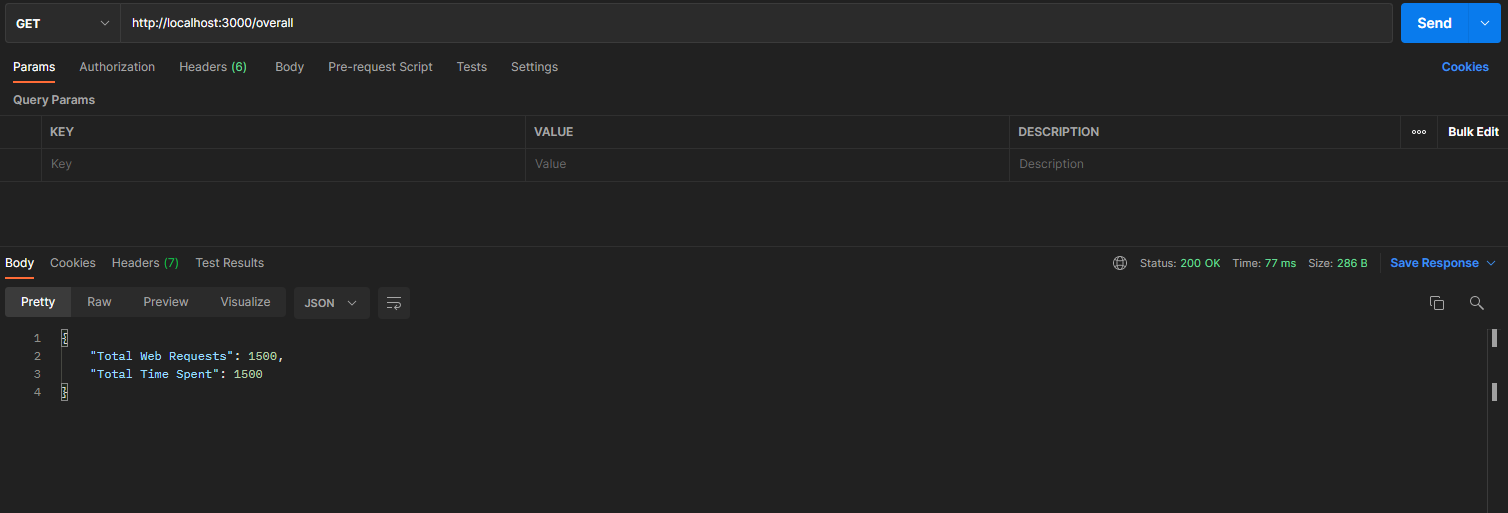 GET http://localhost:3000/overall Send
Params Authorization Headers (6) Body Pre-request Script Tests Settings Cookies
Query Params
KEY VALUE DESCRIPTION Bulk Edit
Key Value Description
Body Cookies Headers (7) Test Results Status: 200 OK Time: 77 ms Size: 286 B Save Response
Pretty Raw Preview Visualize JSON
1 {
2 "Total Web Requests": 1500,
3 "Total Time Spent": 1500
4 }